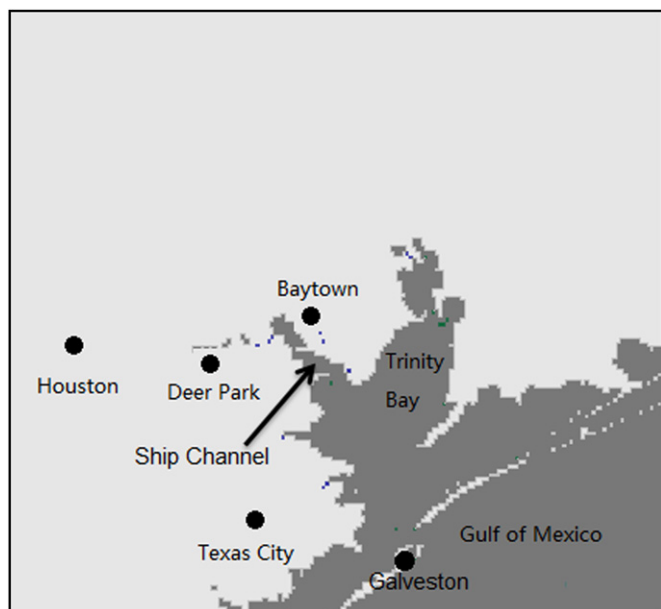 Baytown
Trinity
Bay
Houston
Deer Park
Ship Channel
Gulf of Mexico
Texas City
Galveston